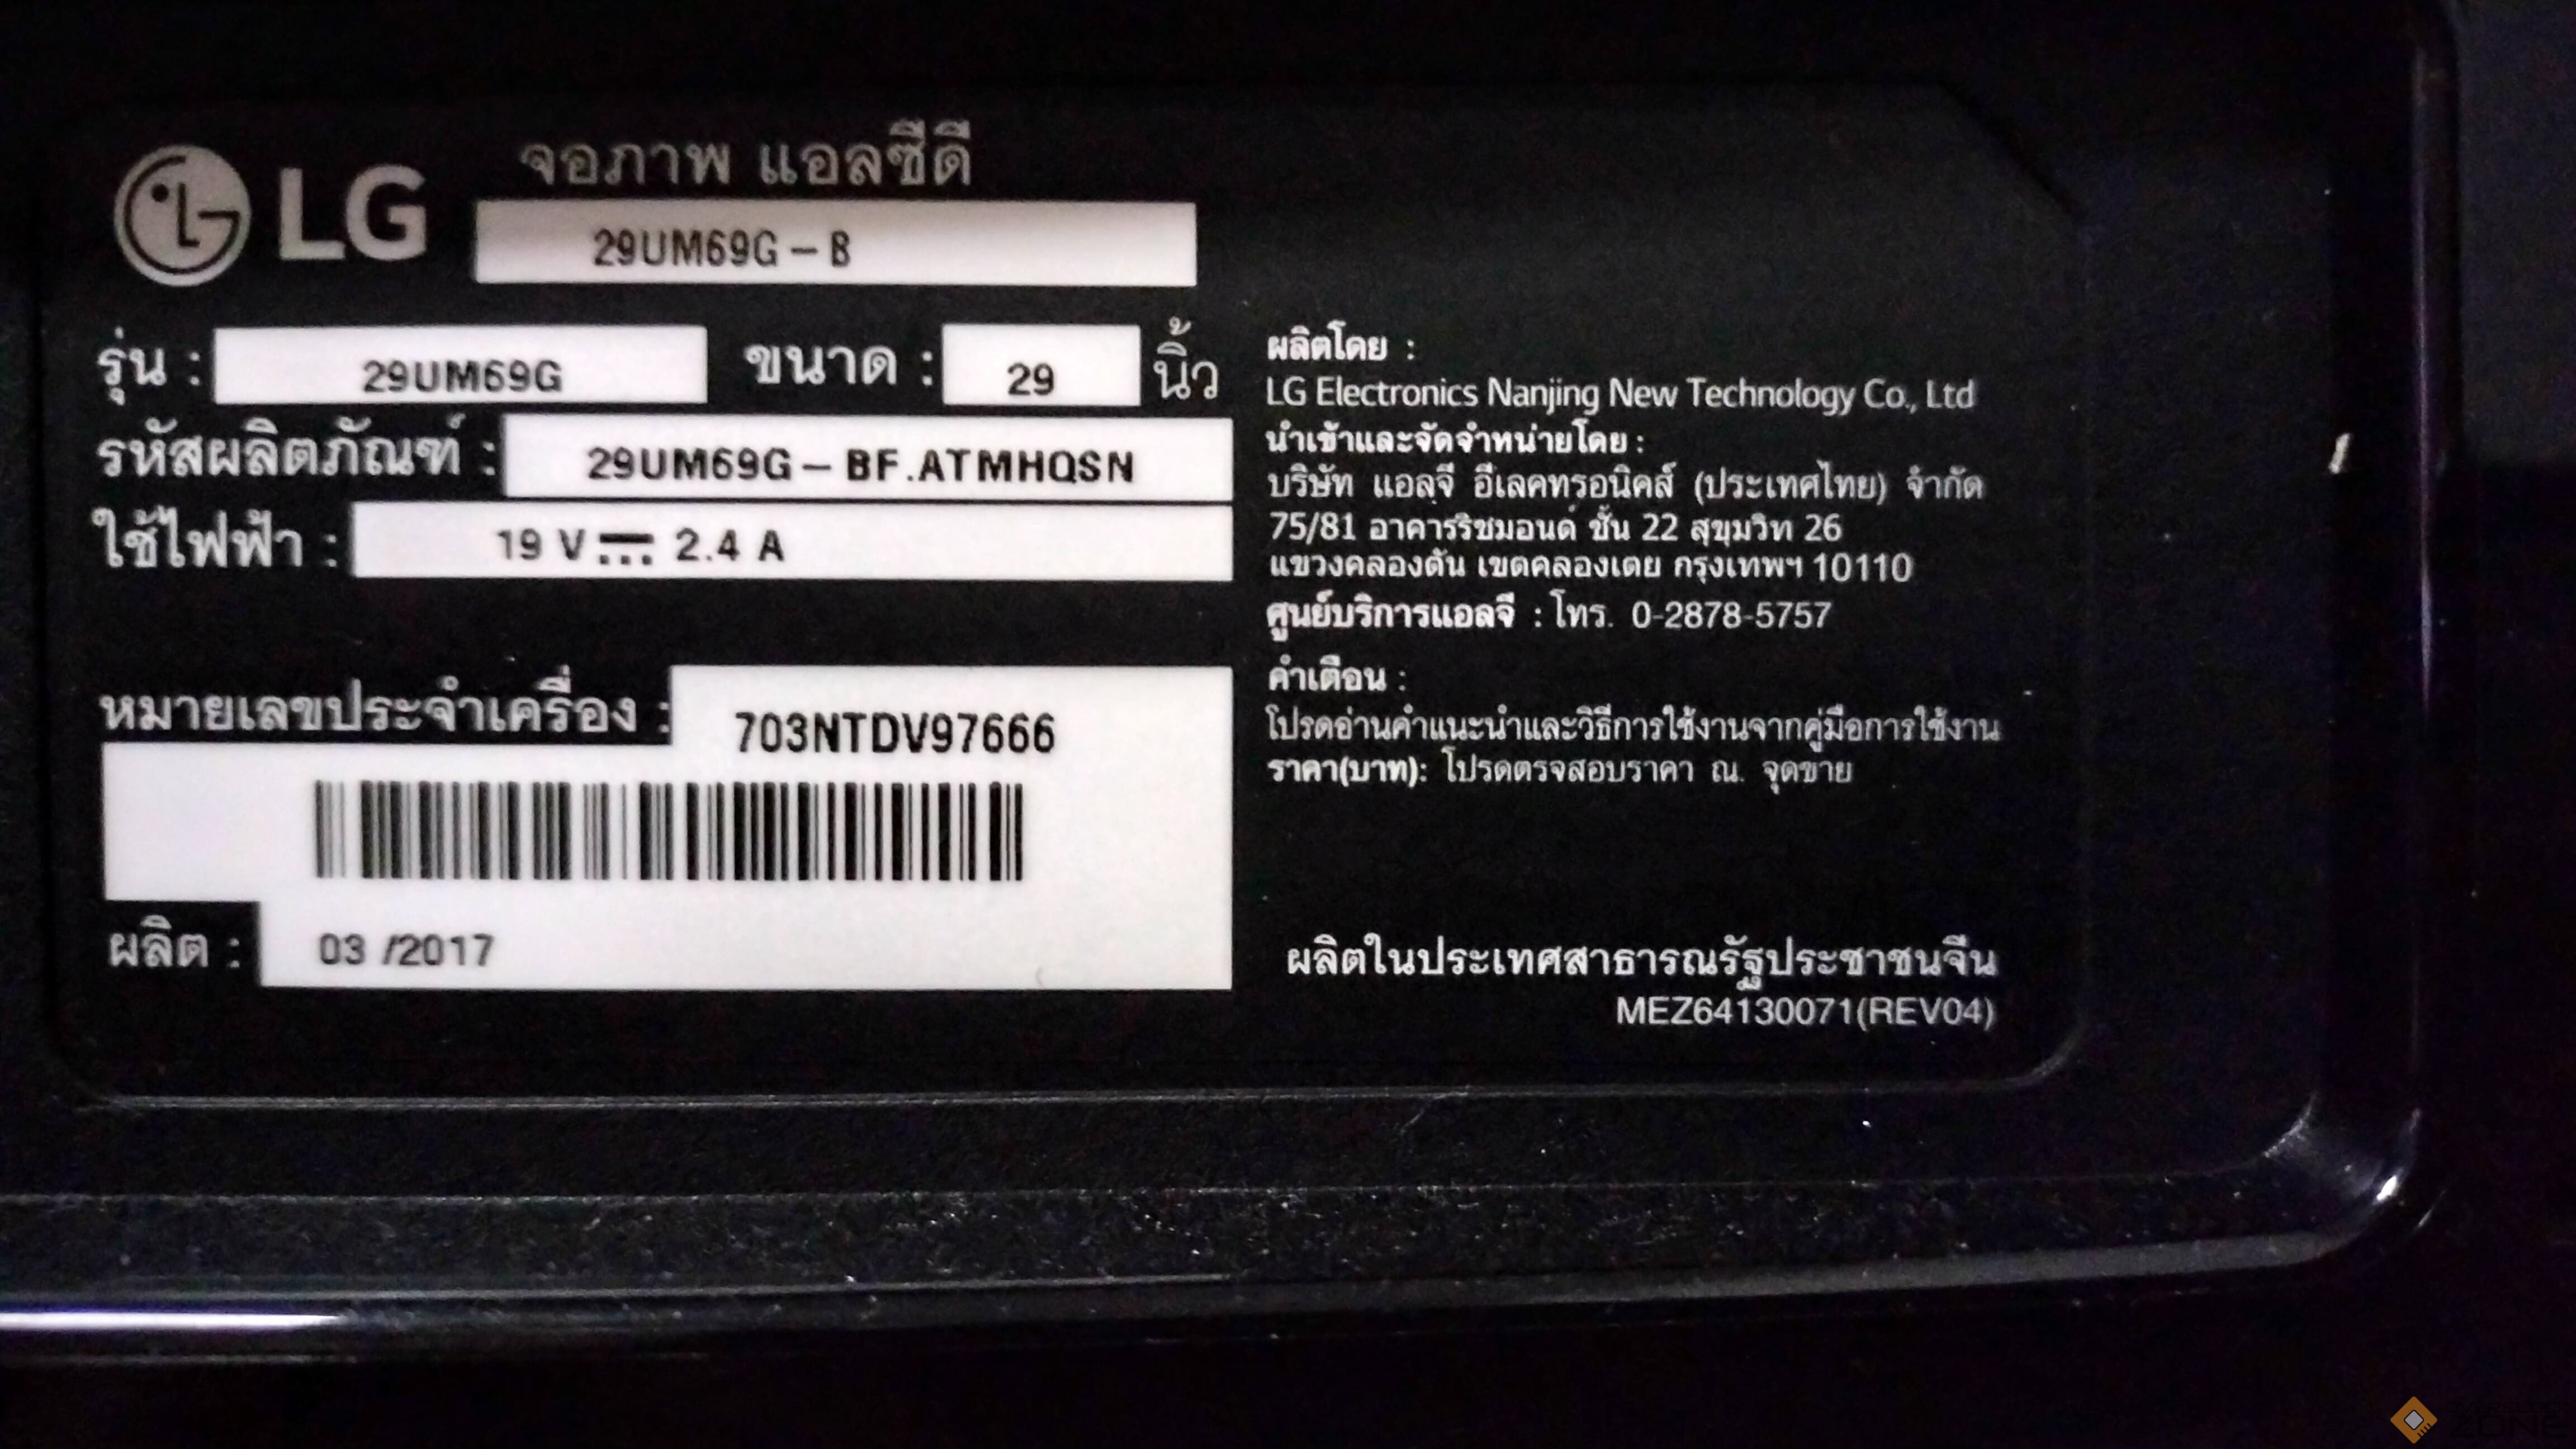 LG
จอภาพ แอลซีดี
29UM69G – B
รุ่น : 29UM69G ขนาด : 29 นิ้ว
รหัสผลิตภัณฑ์ : 29UM69G – BF.ATMHQSN
ใช้ไฟฟ้า : 19 V ⎓ 2.4 A
หมายเลขประจำเครื่อง : 703NTDV97666
ผลิต : 03 /2017
ผลิตโดย :
LG Electronics Nanjing New Technology Co., Ltd
นำเข้าและจัดจำหน่ายโดย :
บริษัท แอลจี อีเลคทรอนิคส์ (ประเทศไทย) จำกัด
75/81 อาคารริชมอนด์ ชั้น 22 สุขุมวิท 26
แขวงคลองตัน เขตคลองเตย กรุงเทพฯ 10110
ศูนย์บริการแอลจี : โทร. 0-2878-5757
คำเตือน :
โปรดอ่านคำแนะนำและวิธีการใช้งานจากคู่มือการใช้งาน
ราคา(บาท): โปรดตรจสอบราคา ณ. จุดขาย
ผลิตในประเทศสาธารณรัฐประชาชนจีน
MEZ64130071(REV04)